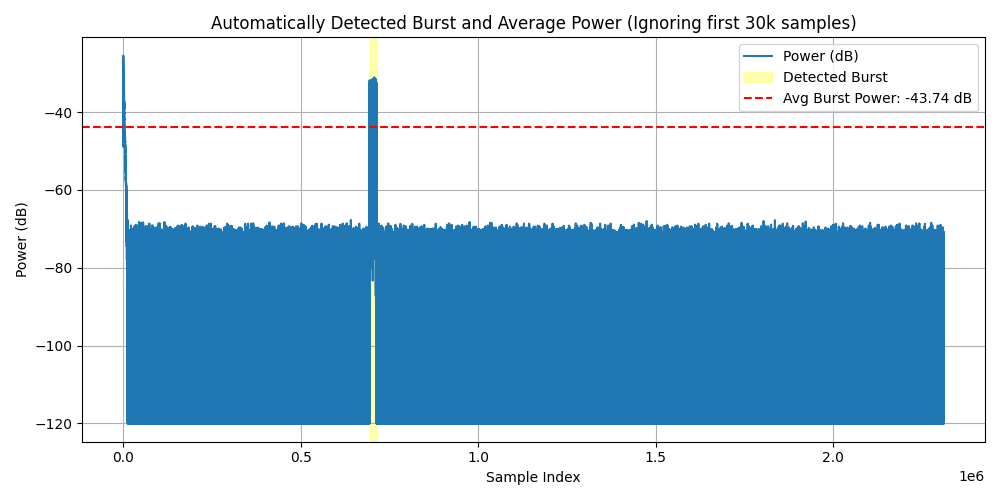 Automatically Detected Burst and Average Power (Ignoring first 30k samples)
Power (dB)
Detected Burst
Avg Burst Power: -43.74 dB
Power (dB)
−40
−60
−80
−100
−120
0.0
0.5
1.0
1.5
2.0
1e6
Sample Index